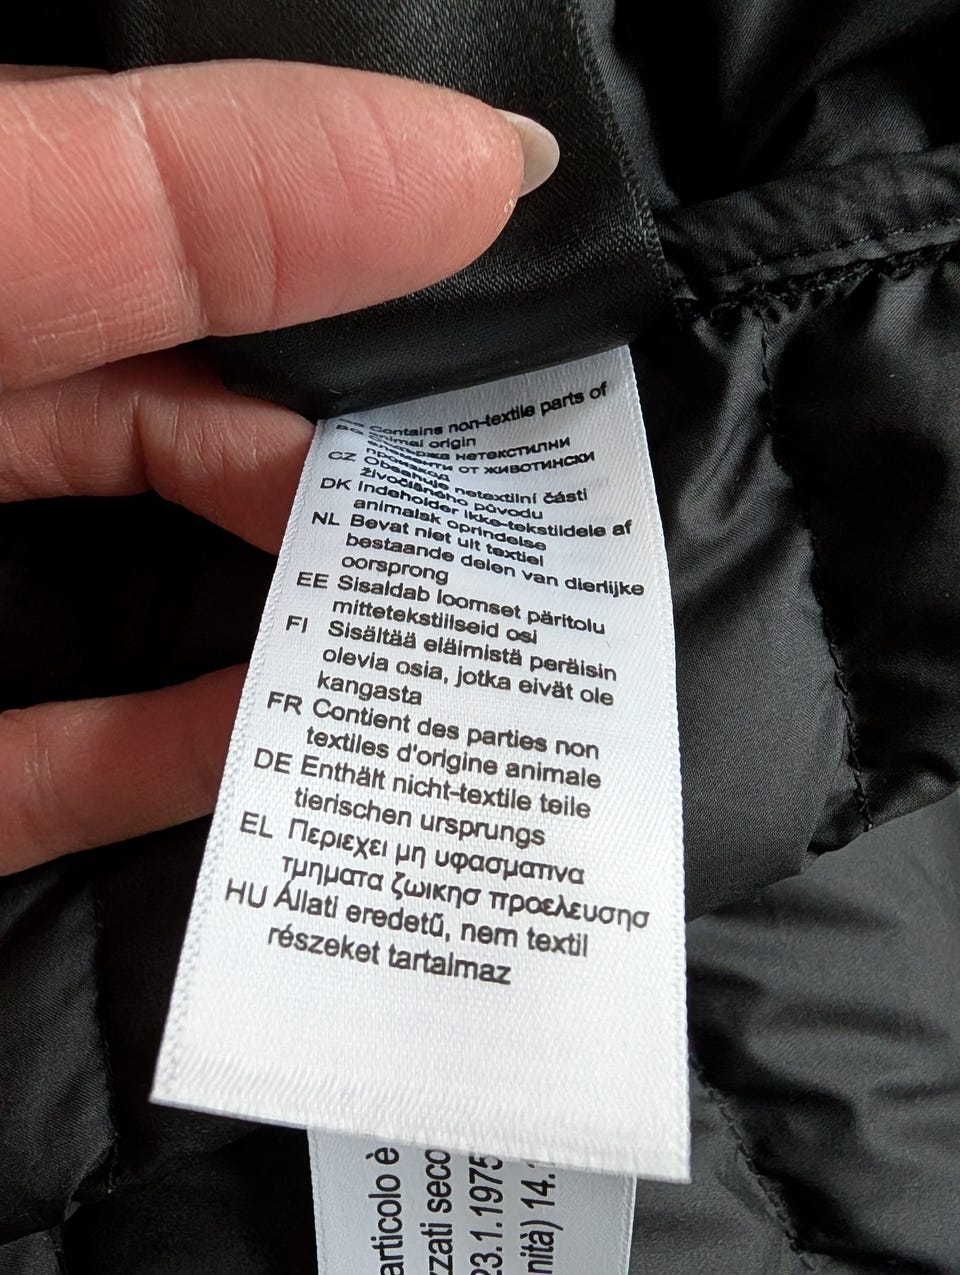 Contains non-textile parts of
animal origin
BG нетекстилни
от животински
произход
CZ Obsahuje netextilní části
živočišného původu
DK Indeholder ikke-tekstildele af
animalsk oprindelse
NL Bevat niet uit textiel
bestaande delen van dierlijke
oorsprong
EE Sisaldab loomset päritolu
mittetekstiilseid osi
FI Sisältää eläimistä peräisin
olevia osia, jotka eivät ole
kangasta
FR Contient des parties non
textiles d'origine animale
DE Enthält nicht-textile teile
tierischen ursprungs
EL Περιεχει μη υφασματινα
τμηματα ζωικησ προελευσησ
HU Állati eredetű, nem textil
részeket tartalmaz
articolo è
zzati seco
23.1.1975
nità) 14.